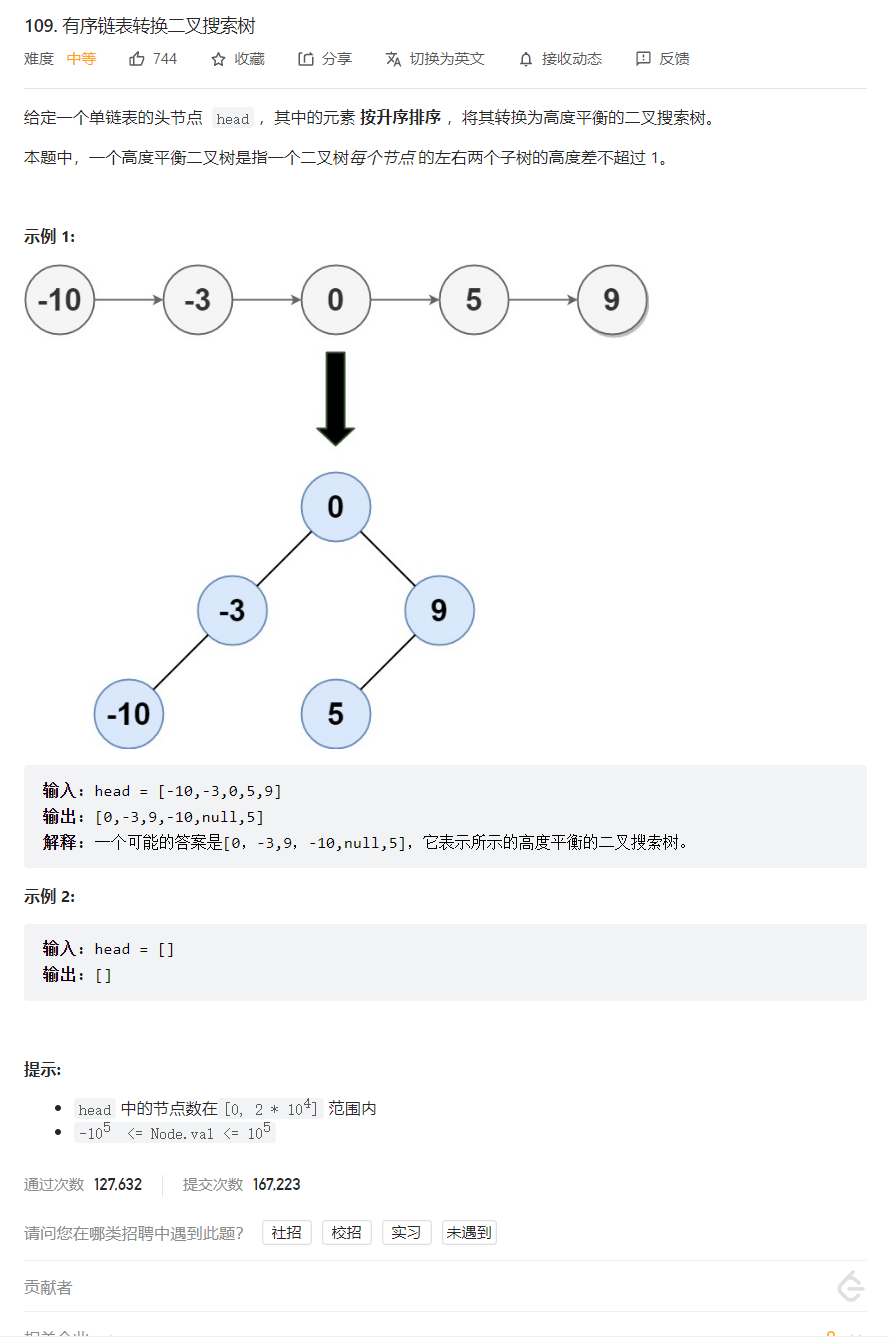 109. 有序链表转换二叉搜索树
难度 中等 744 收藏 分享 切换为英文 接收动态 反馈
给定一个单链表的头节点 head ，其中的元素 按升序排序 ，将其转换为高度平衡的二叉搜索树。
本题中，一个高度平衡二叉树是指一个二叉树每个节点 的左右两个子树的高度差不超过 1。
示例 1:
-10 -3 0 5 9
0
-3 9
-10 5
输入: head = [-10,-3,0,5,9]
输出: [0,-3,9,-10,null,5]
解释: 一个可能的答案是[0，-3,9，-10,null,5]，它表示所示的高度平衡的二叉搜索树。
示例 2:
输入: head = []
输出: []
提示:
head 中的节点数在[0, 2 * 10^4] 范围内
-10^5 <= Node.val <= 10^5
通过次数 127,632 提交次数 167,223
请问您在哪类招聘中遇到此题？ 社招 校招 实习 未遇到
贡献者